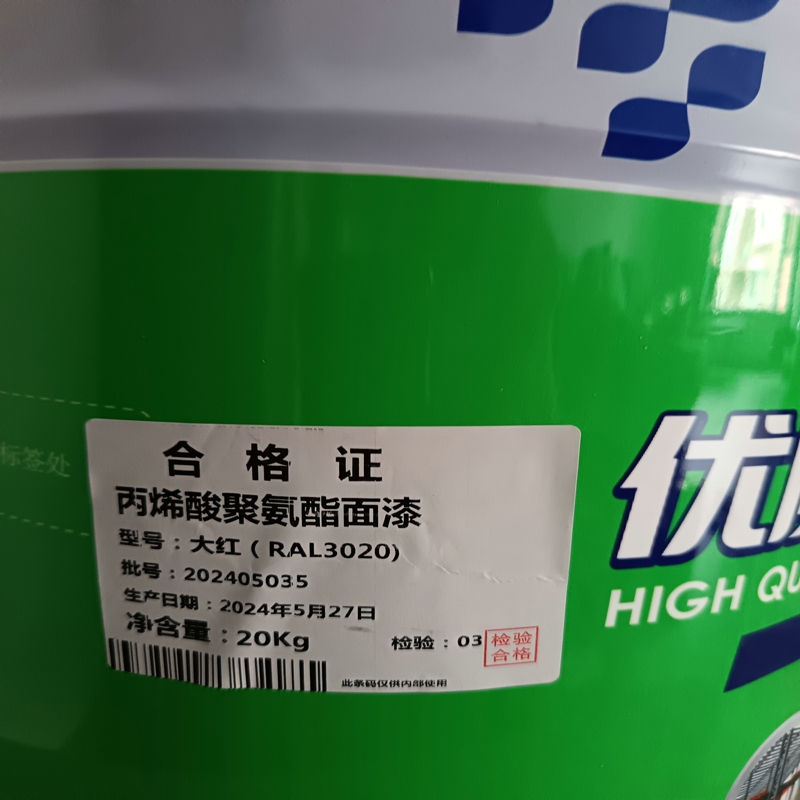 标签处
合格证
丙烯酸聚氨酯面漆
型号：大红（RAL3020）
批号：202405035
生产日期：2024年5月27日
净含量：20Kg
检验：03
检验
合格
此条码仅供内部使用
优
HIGH QU